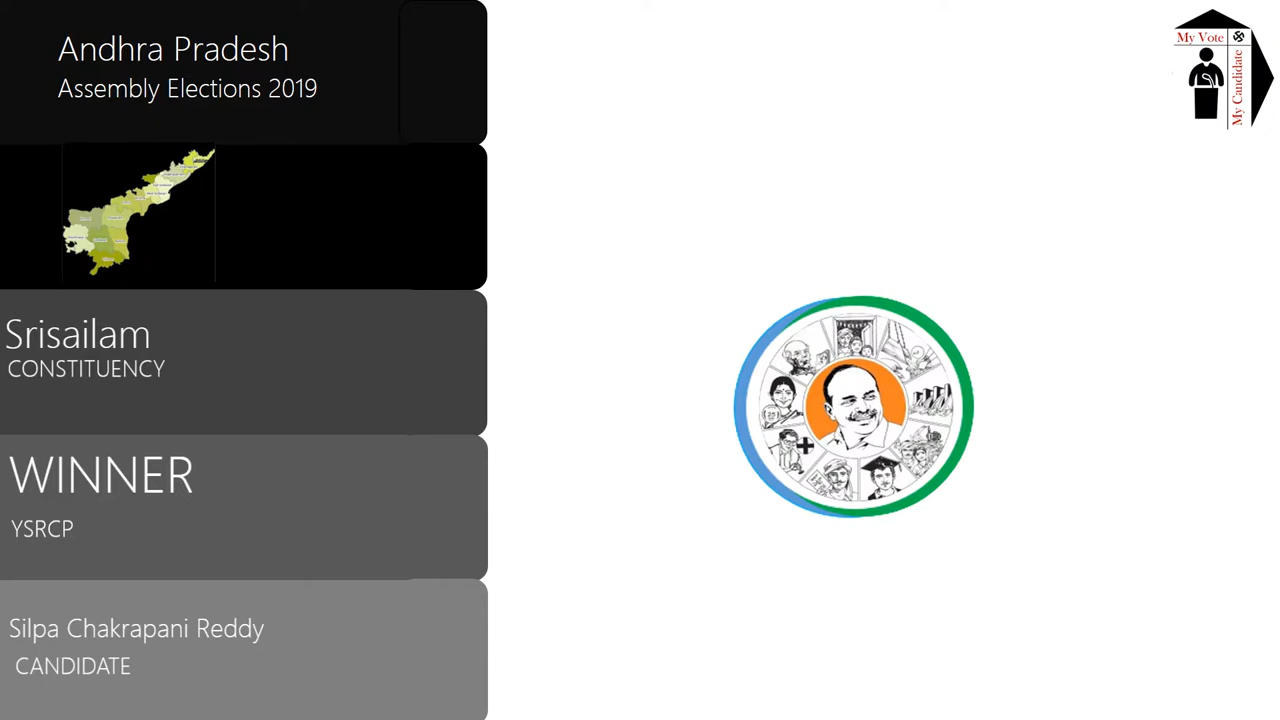 Andhra Pradesh
Assembly Elections 2019
My Vote
My Candidate
Srisailam
CONSTITUENCY
WINNER
YSRCP
Silpa Chakrapani Reddy
CANDIDATE